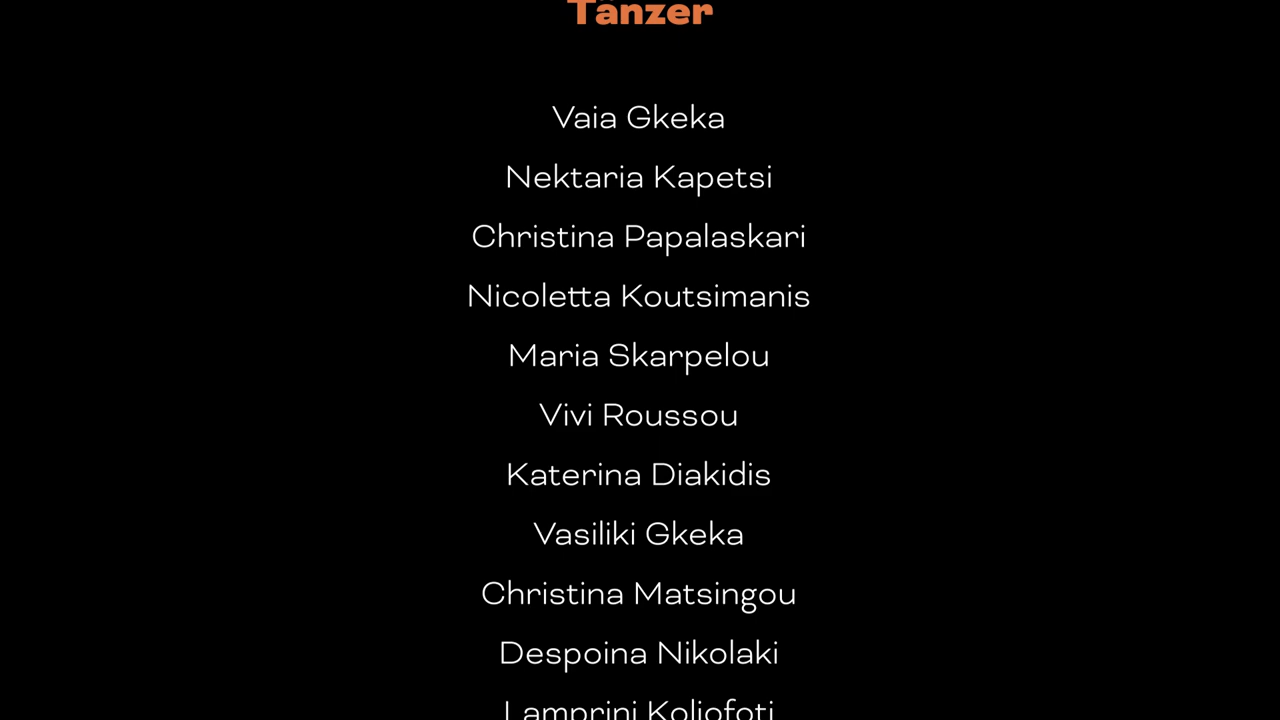 Tänzer
Vaia Gkeka
Nektaria Kapetsi
Christina Papalaskari
Nicoletta Koutsimanis
Maria Skarpelou
Vivi Roussou
Katerina Diakidis
Vasiliki Gkeka
Christina Matsingou
Despoina Nikolaki
Lamprini Koliofoti